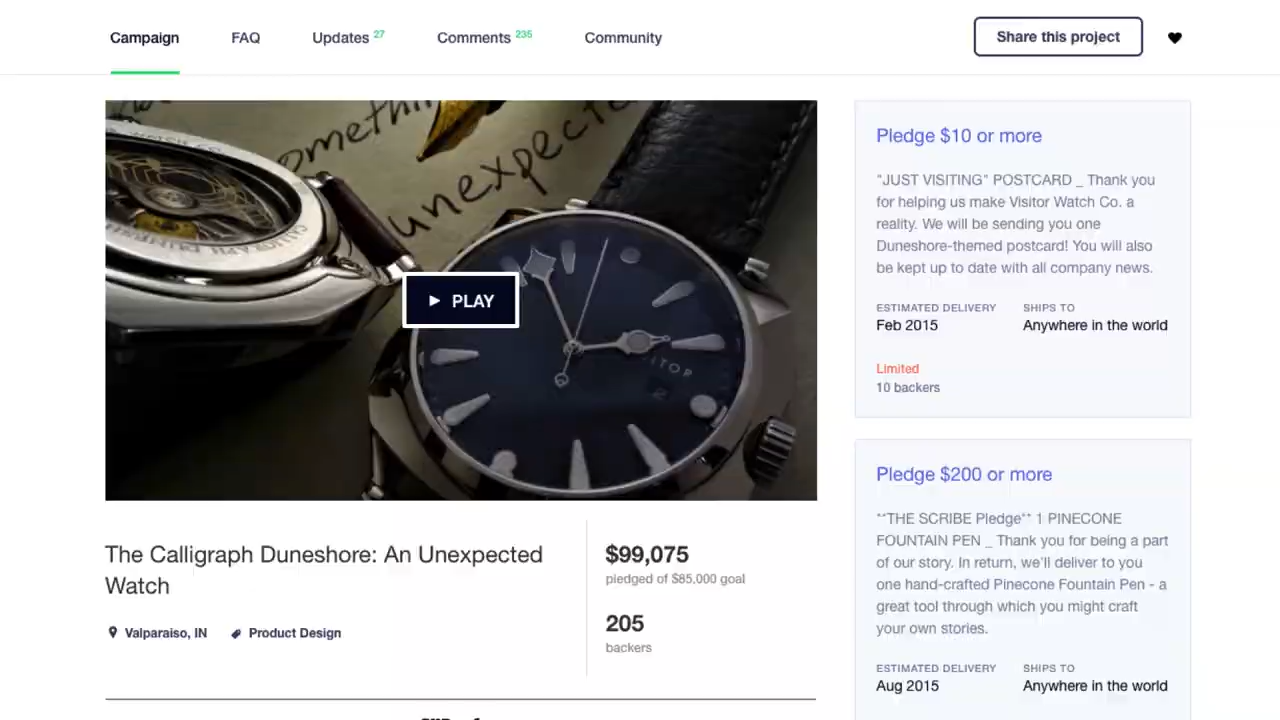 Campaign
FAQ
Updates 27
Comments 235
Community
Share this project
something
unexpected
PLAY
Pledge $10 or more
"JUST VISITING" POSTCARD _ Thank you
for helping us make Visitor Watch Co. a
reality. We will be sending you one
Duneshore-themed postcard! You will also
be kept up to date with all company news.
ESTIMATED DELIVERY
Feb 2015
SHIPS TO
Anywhere in the world
Limited
10 backers
Pledge $200 or more
**THE SCRIBE Pledge** 1 PINECONE
FOUNTAIN PEN _ Thank you for being a part
of our story. In return, we'll deliver to you
one hand-crafted Pinecone Fountain Pen - a
great tool through which you might craft
your own stories.
ESTIMATED DELIVERY
Aug 2015
SHIPS TO
Anywhere in the world
The Calligraph Duneshore: An Unexpected
Watch
Valparaiso, IN
Product Design
$99,075
pledged of $85,000 goal
205
backers